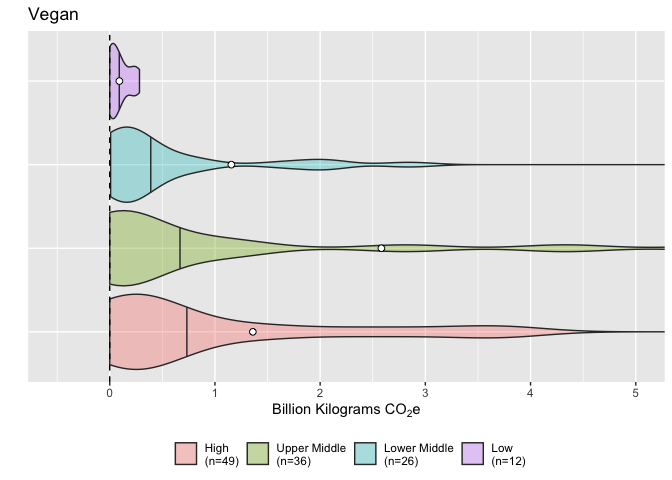 Vegan
0 1 2 3 4 5
Billion Kilograms CO₂e
High Upper Middle Lower Middle Low
(n=49) (n=36) (n=26) (n=12)